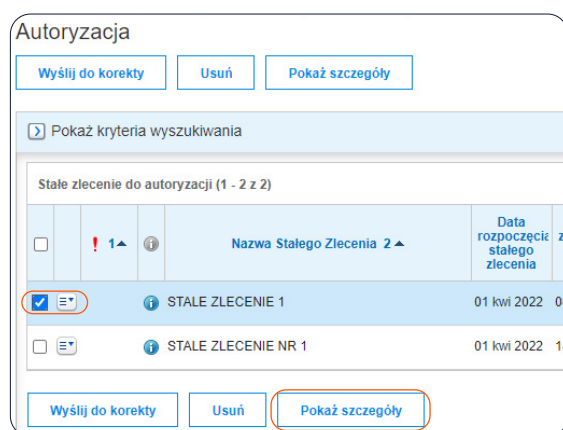 Autoryzacja
Wyślij do korekty Usuń Pokaż szczegóły
Pokaż kryteria wyszukiwania
Stałe zlecenie do autoryzacji (1 - 2 z 2)
! 1 Nazwa Stałego Zlecenia 2 Data
rozpoczęcia
stałego
zlecenia
STALE ZLECENIE 1 01 kwi 2022
STALE ZLECENIE NR 1 01 kwi 2022
Wyślij do korekty Usuń Pokaż szczegóły